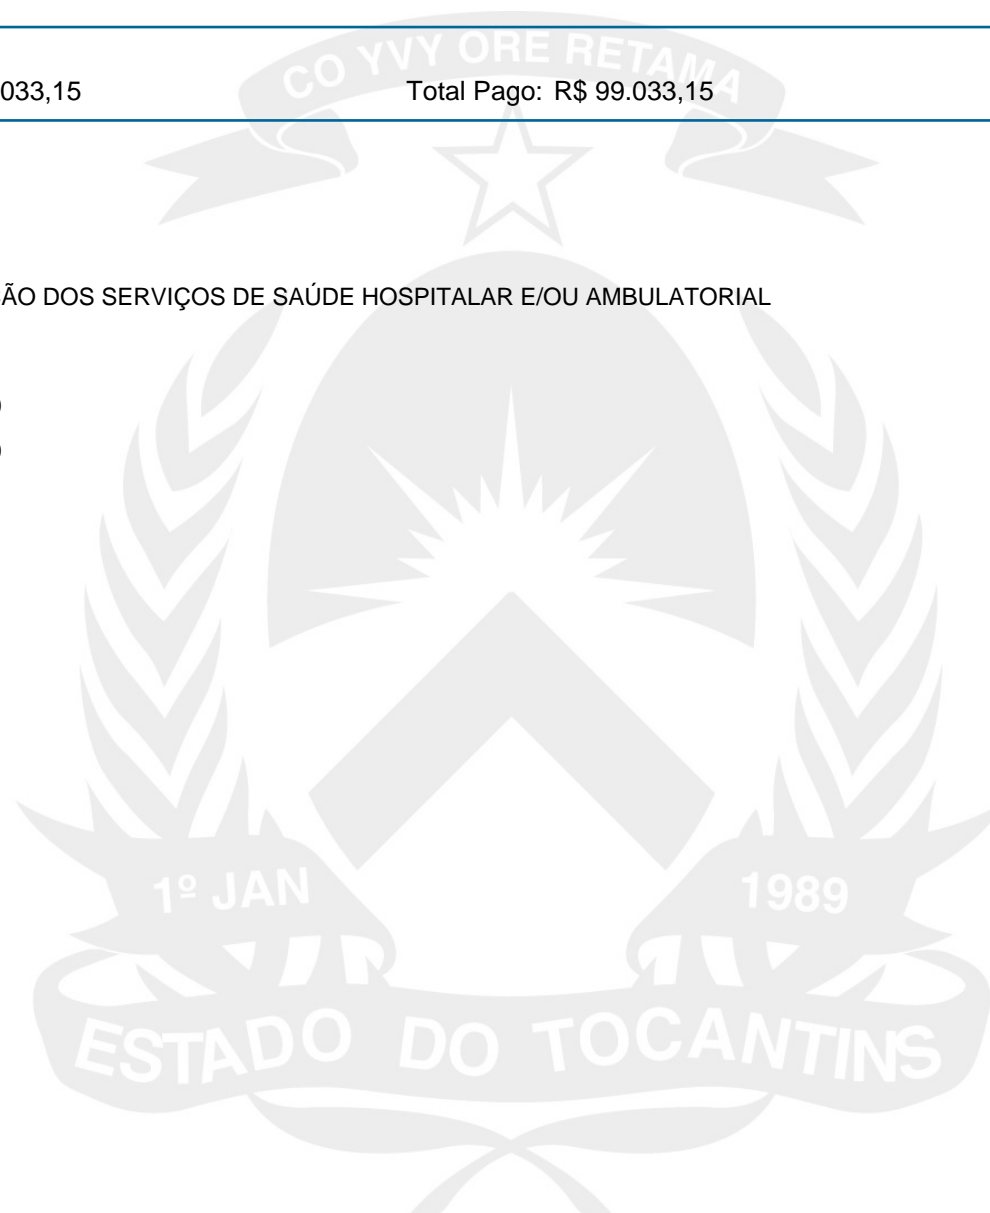 CO YVY ORE RETAMA
033,15 Total Pago: R$ 99.033,15
ÃO DOS SERVIÇOS DE SAÚDE HOSPITALAR E/OU AMBULATORIAL
)
)
1º JAN 1989
ESTADO DO TOCANTINS